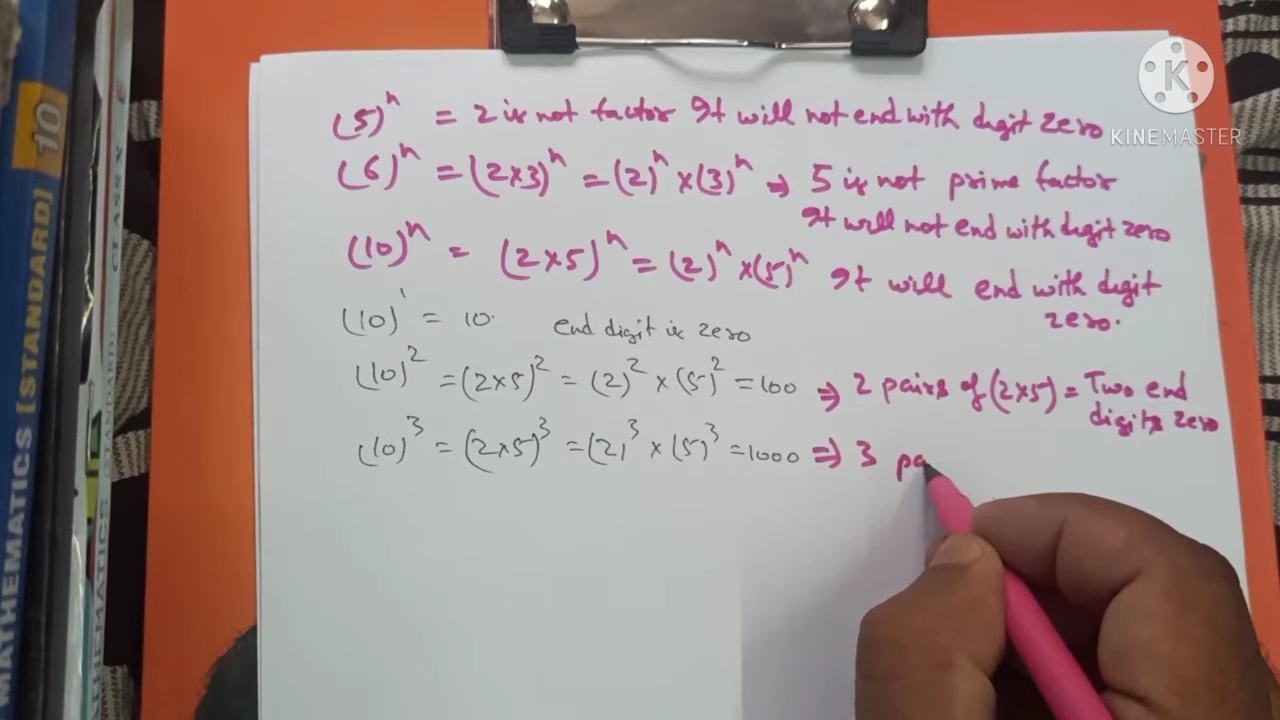 (5)ⁿ = 2 is not factor It will not end with digit zero
(6)ⁿ = (2×3)ⁿ = (2)ⁿ ×(3)ⁿ ⇒ 5 is not prime factor
It will not end with digit zero
(10)ⁿ = (2×5)ⁿ = (2)ⁿ ×(5)ⁿ It will end with digit
zero.
(10)¹ = 10. end digit is zero
(10)² = (2×5)² = (2)² × (5)² = 100 ⇒ 2 pairs of (2×5) = Two end
digits zero
(10)³ = (2×5)³ = (2)³ × (5)³ = 1000 ⇒ 3 pa
K
KINEMASTER
MATHEMATICS [STANDARD] 10
MATHEMATICS (STANDARD) CLASS X